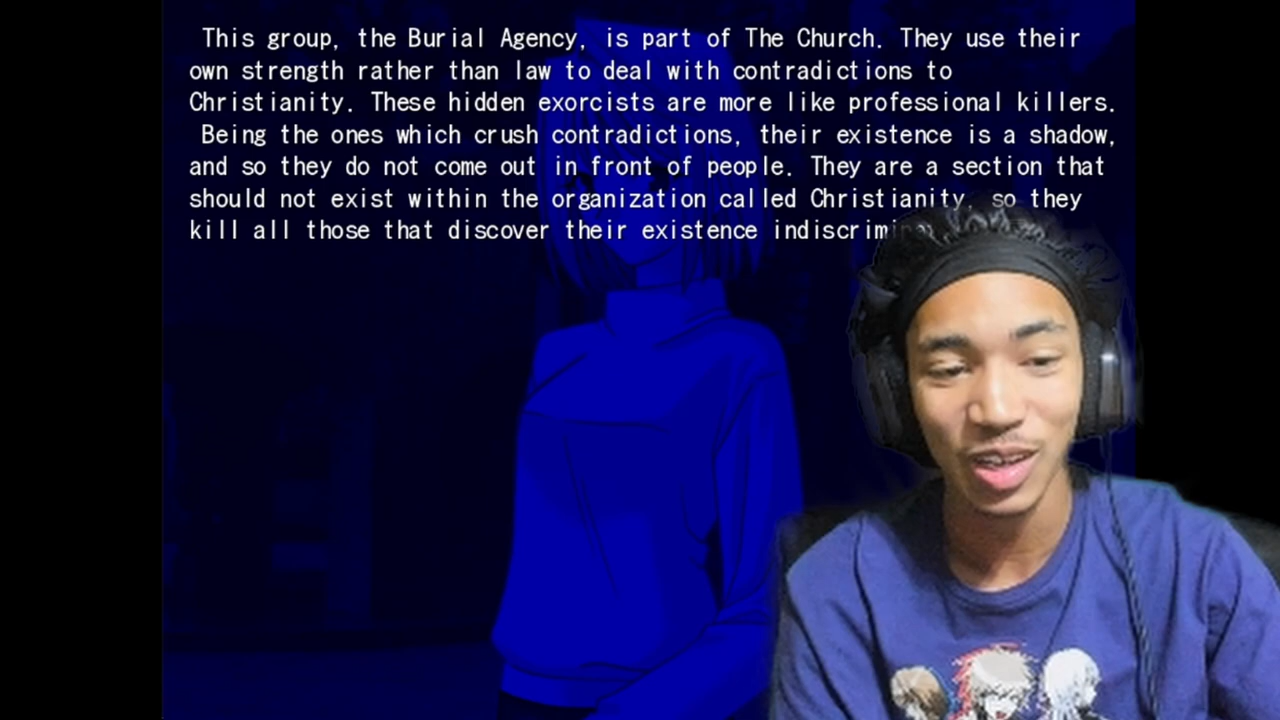 This group, the Burial Agency, is part of The Church. They use their
own strength rather than law to deal with contradictions to
Christianity. These hidden exorcists are more like professional killers.
Being the ones which crush contradictions, their existence is a shadow,
and so they do not come out in front of people. They are a section that
should not exist within the organization called Christianity, so they
kill all those that discover their existence